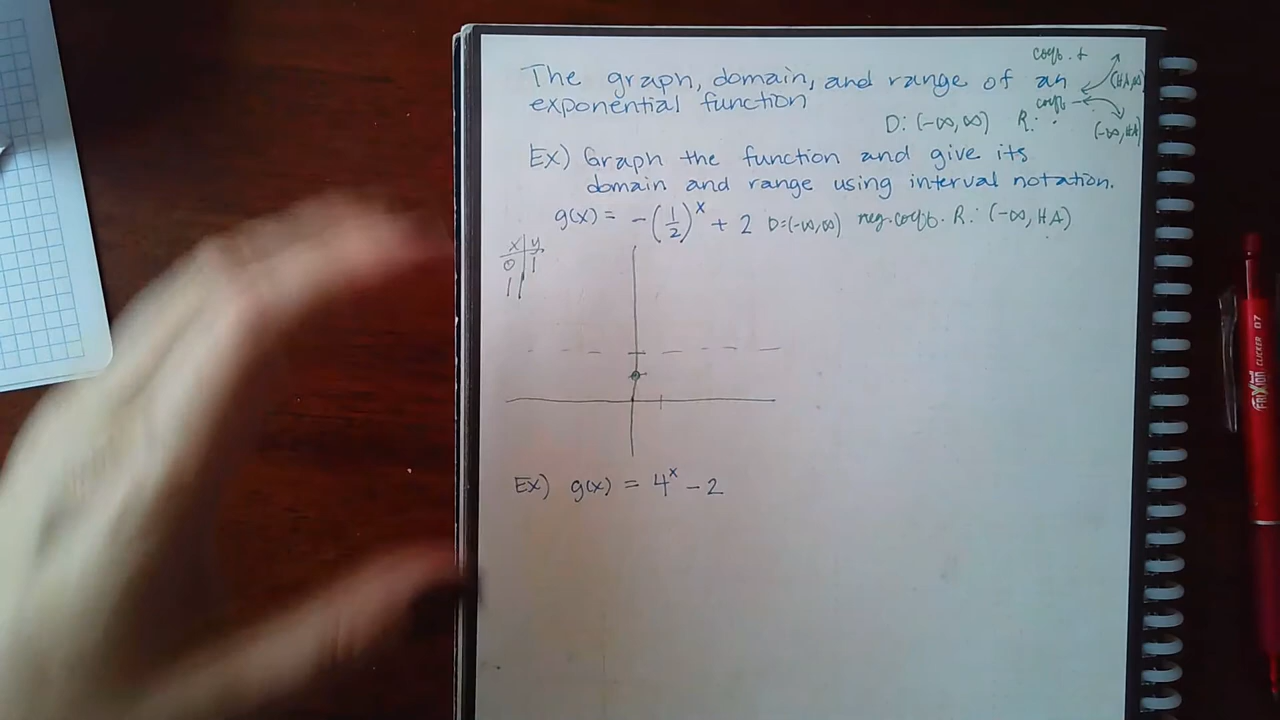 coeff. +
The graph, domain, and range of an
(HA,∞)
exponential function
coeff -
D: (-∞,∞) R:
(-∞,HA)
Ex) Graph the function and give its
domain and range using interval notation.
g(x) = -(1/2)^x + 2 D=(-∞,∞) neg.coeff. R: (-∞, HA)
x y
0 1
1
Ex) g(x) = 4^x - 2
FRIXION CLICKER 07